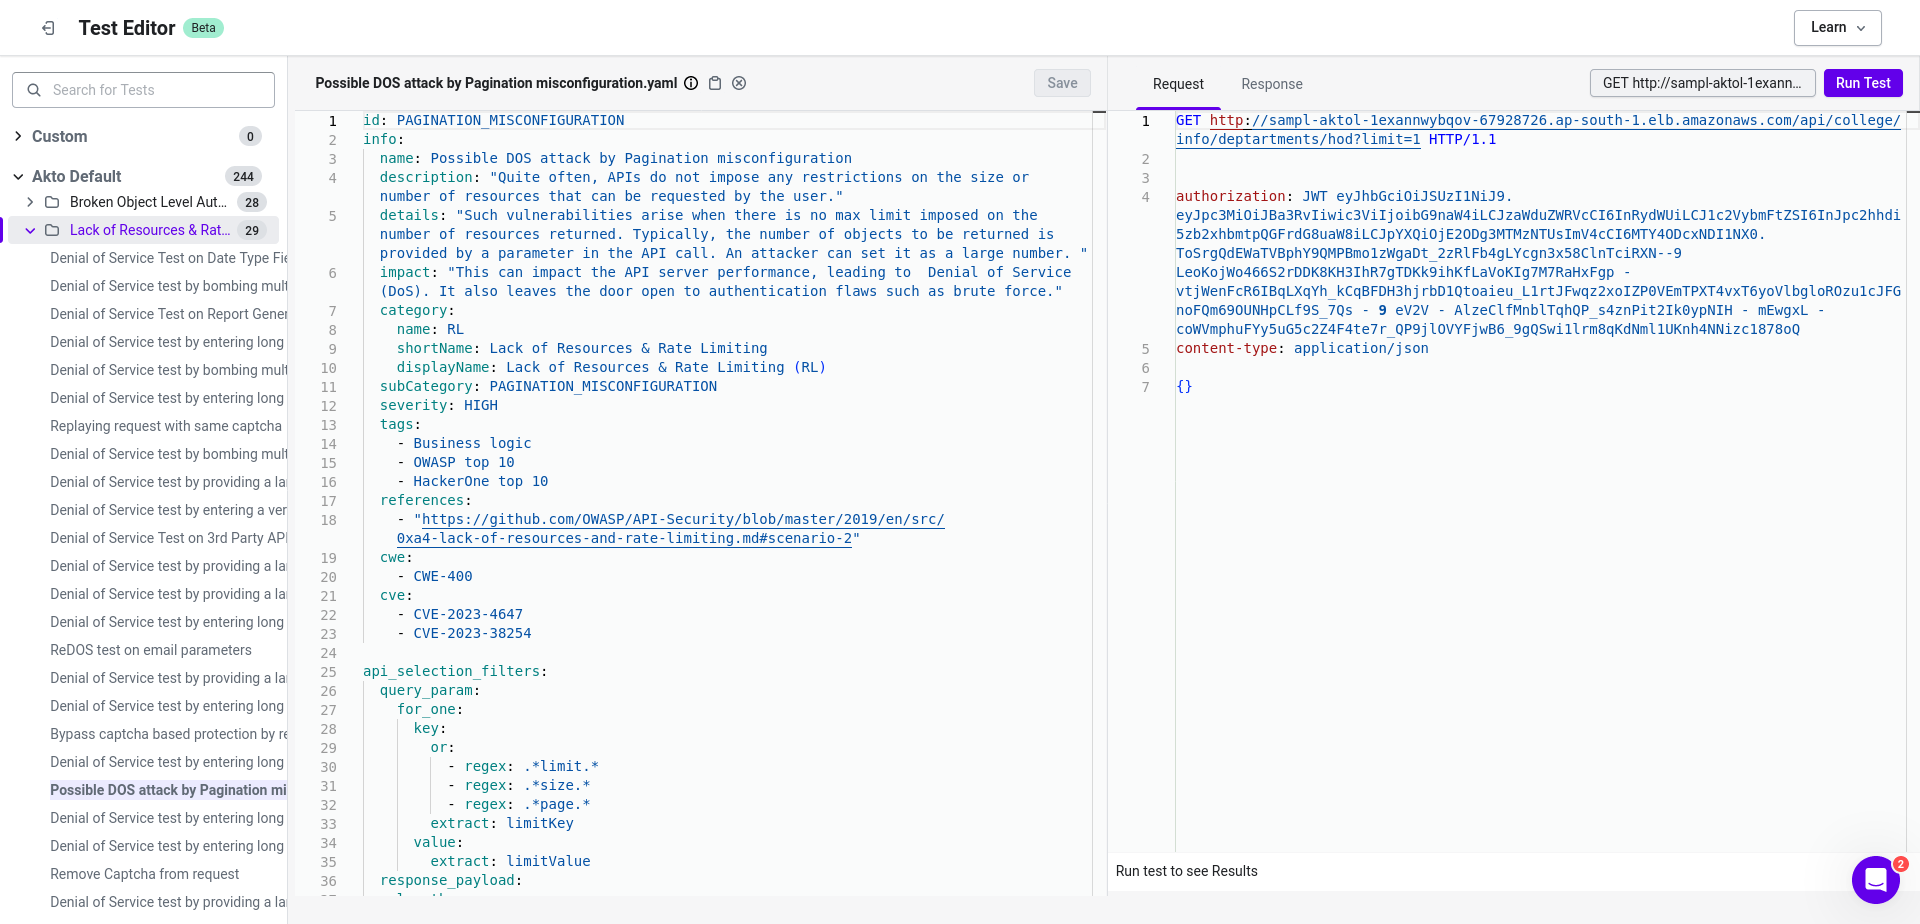 Test Editor Beta
Learn
Search for Tests
Custom 0
Akto Default 244
Broken Object Level Aut... 28
Lack of Resources & Rat... 29
Denial of Service Test on Date Type Fie
Denial of Service test by bombing mult
Denial of Service Test on Report Gener
Denial of Service test by entering long
Denial of Service test by bombing mult
Denial of Service test by entering long
Replaying request with same captcha
Denial of Service test by bombing mult
Denial of Service test by providing a la
Denial of Service test by entering a ver
Denial of Service Test on 3rd Party API
Denial of Service test by providing a la
Denial of Service test by providing a la
Denial of Service test by entering long
ReDOS test on email parameters
Denial of Service test by providing a la
Denial of Service test by entering long
Bypass captcha based protection by re
Denial of Service test by entering long
Possible DOS attack by Pagination mi
Denial of Service test by entering long
Denial of Service test by entering long
Remove Captcha from request
Denial of Service test by providing a la
Possible DOS attack by Pagination misconfiguration.yaml
Save
1 id: PAGINATION_MISCONFIGURATION
2 info:
3 name: Possible DOS attack by Pagination misconfiguration
4 description: "Quite often, APIs do not impose any restrictions on the size or
number of resources that can be requested by the user."
5 details: "Such vulnerabilities arise when there is no max limit imposed on the
number of resources returned. Typically, the number of objects to be returned is
provided by a parameter in the API call. An attacker can set it as a large number. "
6 impact: "This can impact the API server performance, leading to  Denial of Service
(DoS). It also leaves the door open to authentication flaws such as brute force."
7 category:
8 name: RL
9 shortName: Lack of Resources & Rate Limiting
10 displayName: Lack of Resources & Rate Limiting (RL)
11 subCategory: PAGINATION_MISCONFIGURATION
12 severity: HIGH
13 tags:
14 - Business logic
15 - OWASP top 10
16 - HackerOne top 10
17 references:
18 - "https://github.com/OWASP/API-Security/blob/master/2019/en/src/
0xa4-lack-of-resources-and-rate-limiting.md#scenario-2"
19 cwe:
20 - CWE-400
21 cve:
22 - CVE-2023-4647
23 - CVE-2023-38254
24
25 api_selection_filters:
26 query_param:
27 for_one:
28 key:
29 or:
30 - regex: .*limit.*
31 - regex: .*size.*
32 - regex: .*page.*
33 extract: limitKey
34 value:
35 extract: limitValue
36 response_payload:
Request Response
GET http://sampl-aktol-1exann...
Run Test
1 GET http://sampl-aktol-1exannwybqov-67928726.ap-south-1.elb.amazonaws.com/api/college/
info/deptartments/hod?limit=1 HTTP/1.1
2
3
4 authorization: JWT eyJhbGciOiJSUzI1NiJ9.
eyJpc3MiOiJBa3RvIiwic3ViIjoibG9naW4iLCJzaWduZWRVcCI6InRydWUiLCJ1c2VybmFtZSI6InJpc2hhdi
5zb2xhbmtpQGFrdG8uaW8iLCJpYXQiOjE2ODg3MTMzNTUsImV4cCI6MTY4ODcxNDI1NX0.
ToSrgQdEWaTVBphY9QMPBmo1zWgaDt_2zRlFb4gLYcgn3x58ClnTciRXN--9
LeoKojWo466S2rDDK8KH3IhR7gTDKk9ihKfLaVoKIg7M7RaHxFgp -
vtjWenFcR6IBqLXqYh_kCqBFDH3hjrbD1Qtoaieu_L1rtJFwqz2xoIZP0VEmTPXT4vxT6yoVlbgloROzu1cJFG
noFQm69OUNHpCLf9S_7Qs - 9 eV2V - AlzeClfMnblTqhQP_s4znPit2Ik0ypNIH - mEwgxL -
coWVmphuFYy5uG5c2Z4F4te7r_QP9jlOVYFjwB6_9gQSwi1lrm8qKdNml1UKnh4NNizc1878oQ
5 content-type: application/json
6
7 {}
Run test to see Results
2